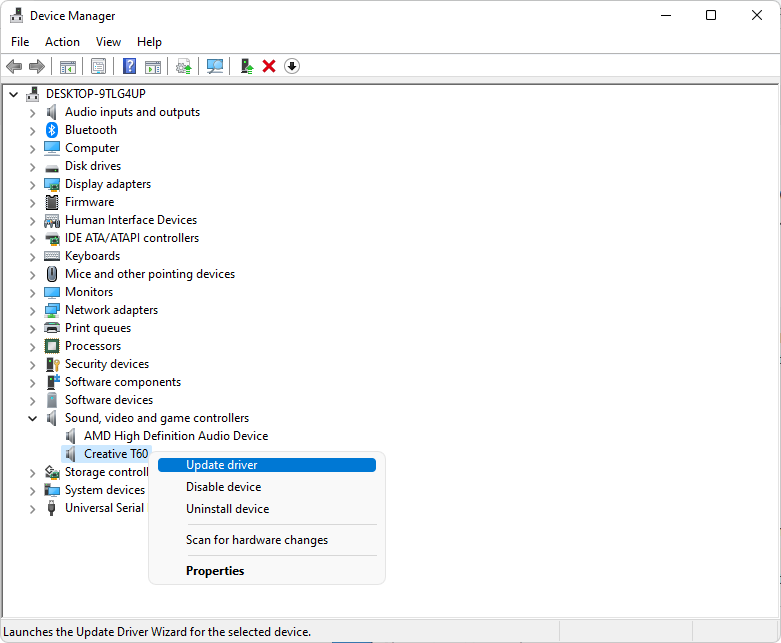 Device Manager
File Action View Help
DESKTOP-9TLG4UP
Audio inputs and outputs
Bluetooth
Computer
Disk drives
Display adapters
Firmware
Human Interface Devices
IDE ATA/ATAPI controllers
Keyboards
Mice and other pointing devices
Monitors
Network adapters
Print queues
Processors
Security devices
Software components
Software devices
Sound, video and game controllers
AMD High Definition Audio Device
Creative T60
Storage controll
System devices
Universal Serial
Update driver
Disable device
Uninstall device
Scan for hardware changes
Properties
Launches the Update Driver Wizard for the selected device.